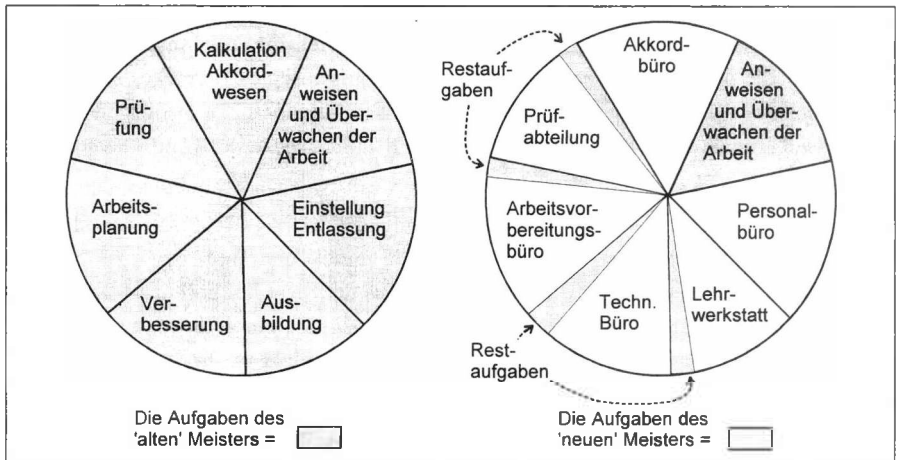 Kalkulation
Akkord-
wesen
An-
weisen
und Über-
wachen der
Arbeit
Einstellung
Entlassung
Aus-
bildung
Ver-
besserung
Arbeits-
planung
Prü-
fung
Die Aufgaben des
'alten' Meisters =
Restauf-
gaben
Akkord-
büro
An-
weisen
und Über-
wachen der
Arbeit
Personal-
büro
Lehr-
werkstatt
Techn.
Büro
Arbeitsvor-
bereitungs-
büro
Prüf-
abteilung
Rest-
aufgaben
Die Aufgaben des
'neuen' Meisters =